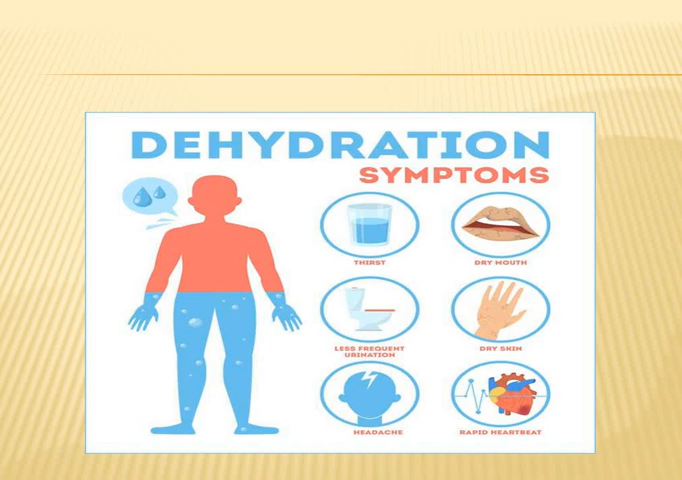 DEHYDRATION
SYMPTOMS
THIRST
DRY MOUTH
LESS FREQUENT
URINATION
DRY SKIN
HEADACHE
RAPID HEARTBEAT